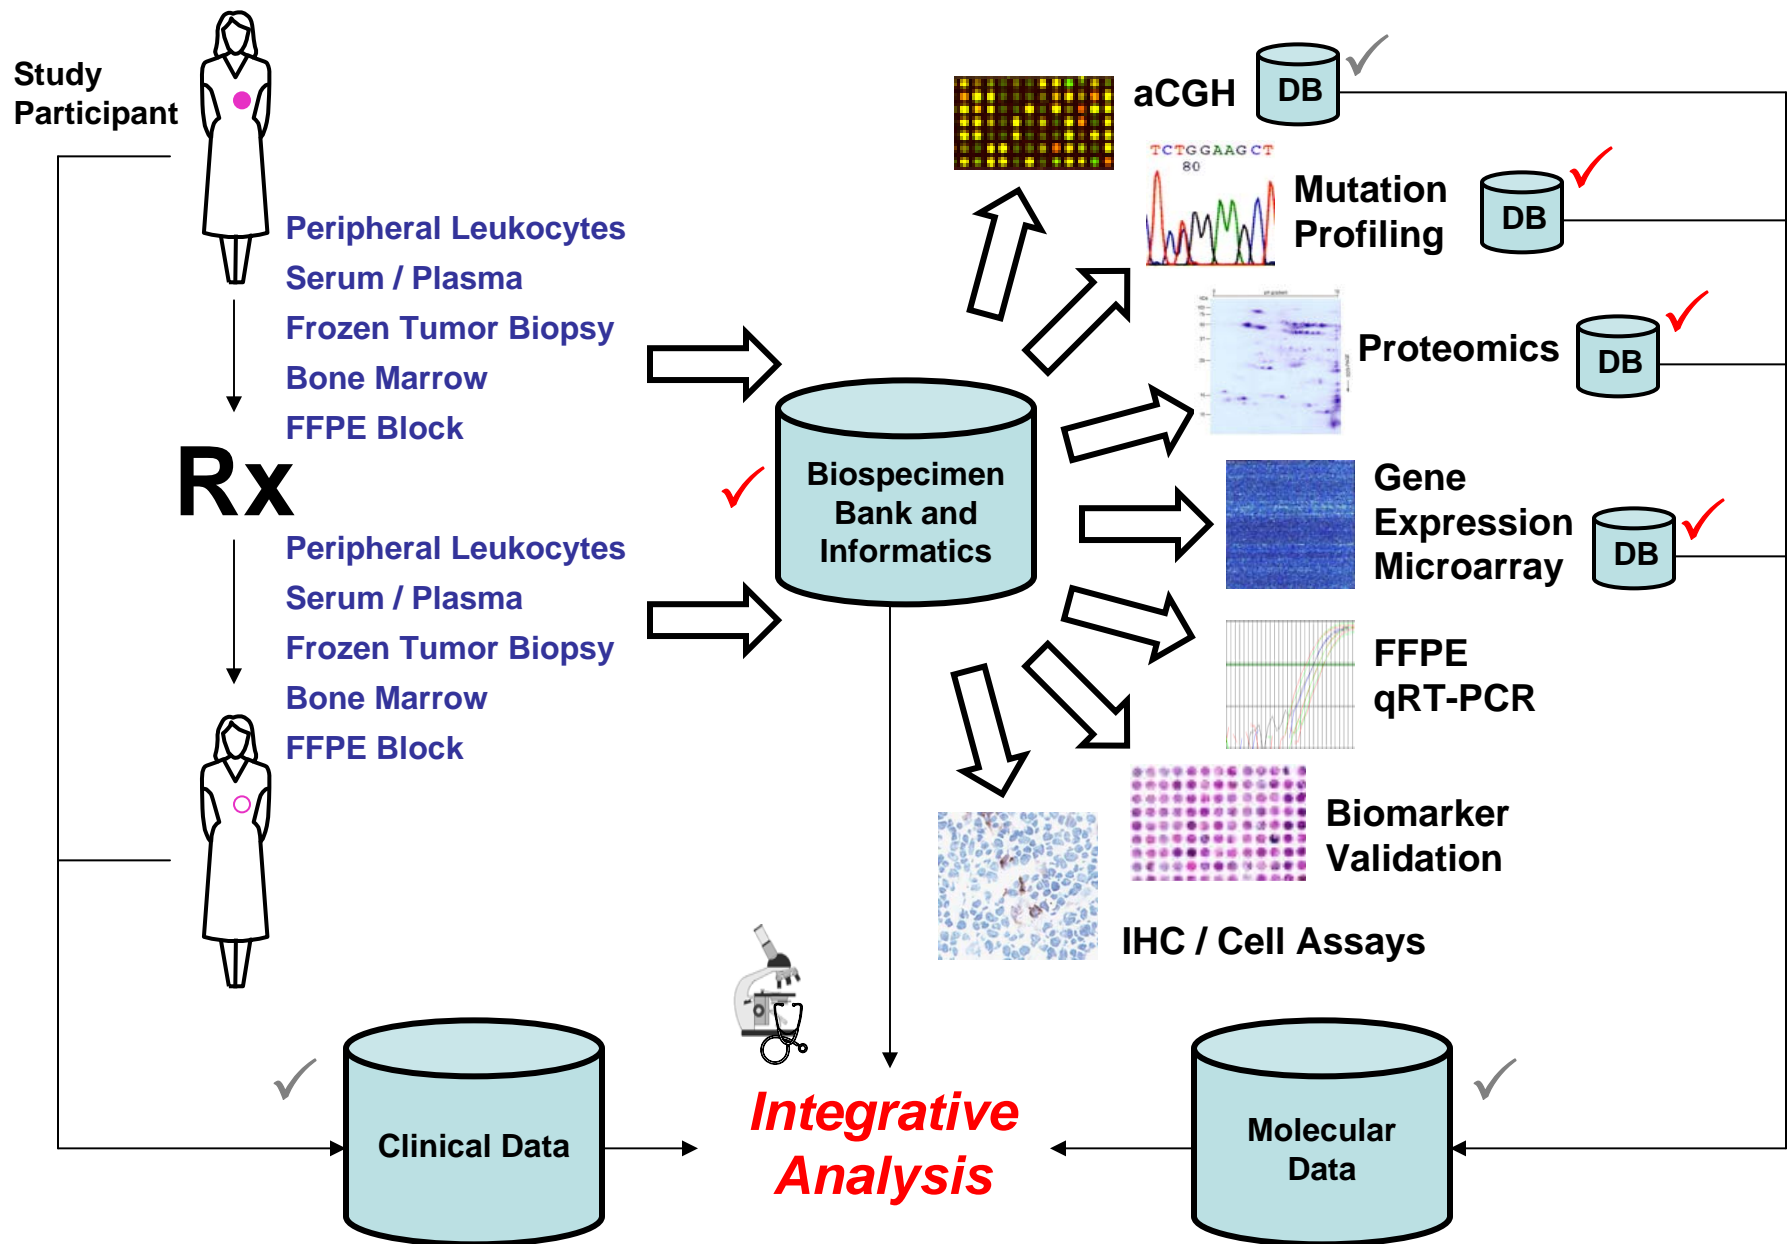 Study
Participant
Peripheral Leukocytes
Serum / Plasma
Frozen Tumor Biopsy
Bone Marrow
FFPE Block
Rx
Peripheral Leukocytes
Serum / Plasma
Frozen Tumor Biopsy
Bone Marrow
FFPE Block
Biospecimen
Bank and
Informatics
aCGH
DB
TCTGGAAGCT
80
Mutation
Profiling
DB
Proteomics
DB
Gene
Expression
Microarray
DB
FFPE
qRT-PCR
Biomarker
Validation
IHC / Cell Assays
Clinical Data
Integrative
Analysis
Molecular
Data